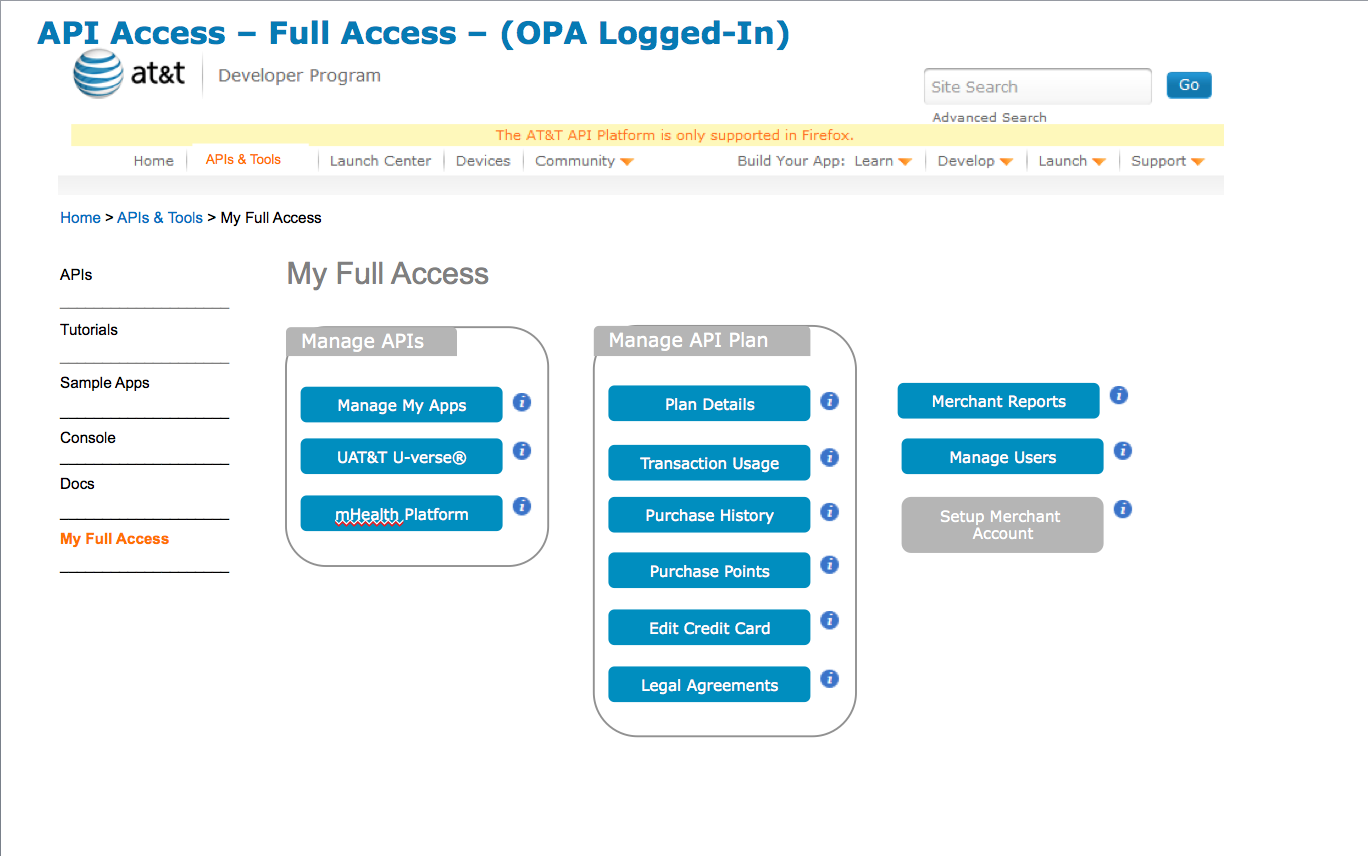 API Access – Full Access – (OPA Logged-In)
at&t Developer Program
Site Search Go
Advanced Search
The AT&T API Platform is only supported in Firefox.
Home APIs & Tools Launch Center Devices Community Build Your App: Learn Develop Launch Support
Home > APIs & Tools > My Full Access
APIs
Tutorials
Sample Apps
Console
Docs
My Full Access
My Full Access
Manage APIs
Manage My Apps
UAT&T U-verse®
mHealth Platform
Manage API Plan
Plan Details
Transaction Usage
Purchase History
Purchase Points
Edit Credit Card
Legal Agreements
Merchant Reports
Manage Users
Setup Merchant
Account